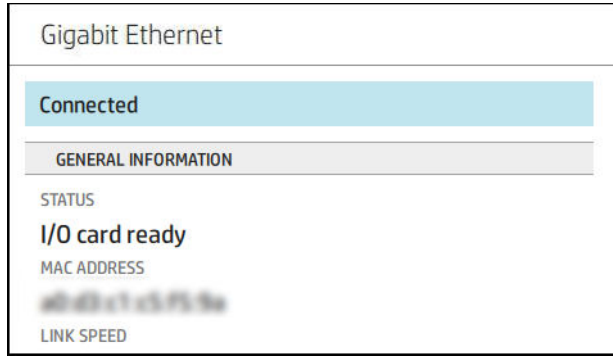 Gigabit Ethernet
Connected
GENERAL INFORMATION
STATUS
I/O card ready
MAC ADDRESS
LINK SPEED